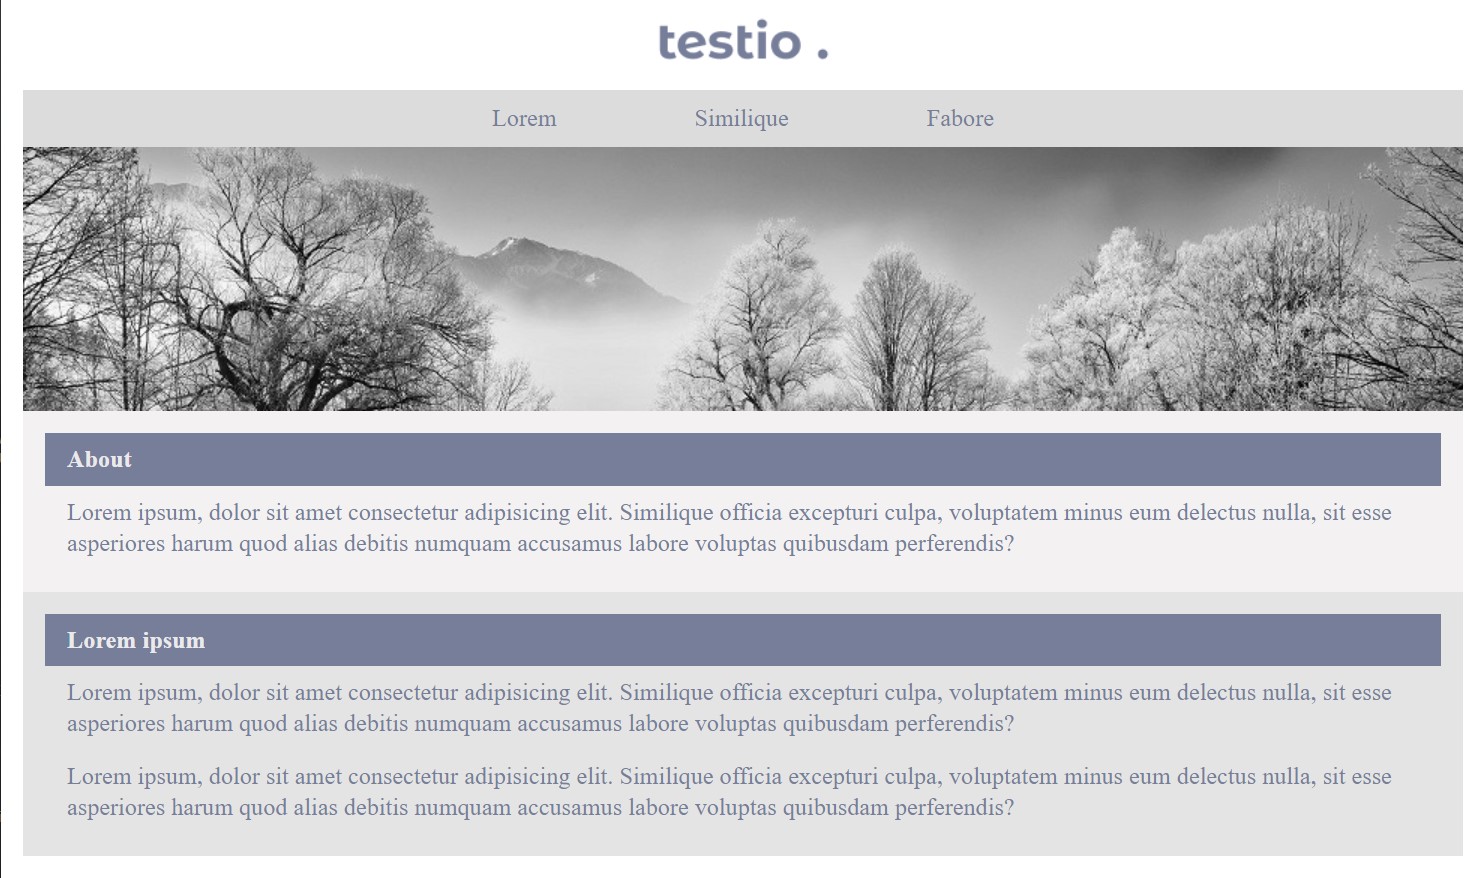 testio .
Lorem Similique Fabore
About
Lorem ipsum, dolor sit amet consectetur adipisicing elit. Similique officia excepturi culpa, voluptatem minus eum delectus nulla, sit esse
asperiores harum quod alias debitis numquam accusamus labore voluptas quibusdam perferendis?
Lorem ipsum
Lorem ipsum, dolor sit amet consectetur adipisicing elit. Similique officia excepturi culpa, voluptatem minus eum delectus nulla, sit esse
asperiores harum quod alias debitis numquam accusamus labore voluptas quibusdam perferendis?
Lorem ipsum, dolor sit amet consectetur adipisicing elit. Similique officia excepturi culpa, voluptatem minus eum delectus nulla, sit esse
asperiores harum quod alias debitis numquam accusamus labore voluptas quibusdam perferendis?